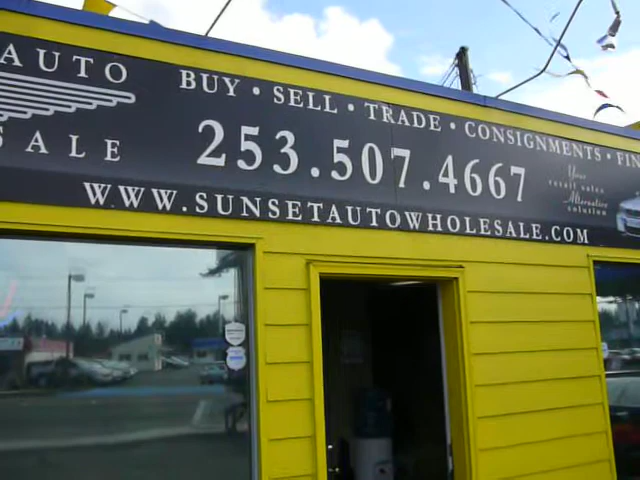 AUTO
SALE
BUY • SELL • TRADE • CONSIGNMENTS • FIN
253.507.4667
WWW.SUNSETAUTOWHOLESALE.COM
Your
retail sales
Alternative
solution